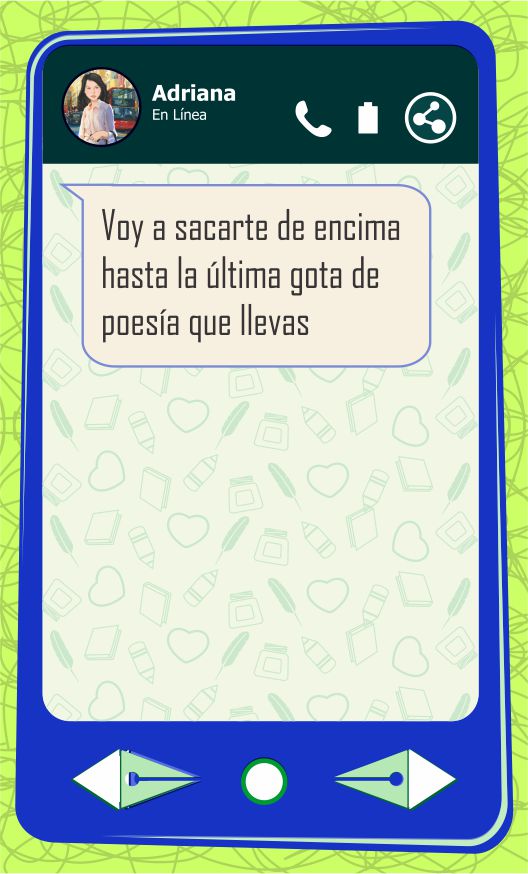 Adriana
En Línea
Voy a sacarte de encima
hasta la última gota de
poesía que llevas